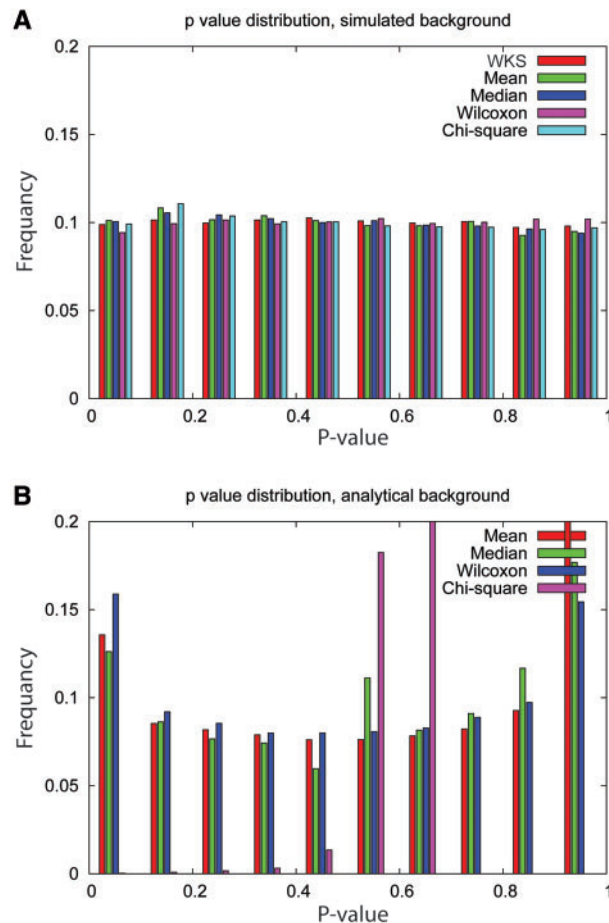 A
p value distribution, simulated background
0.2
WKS
Mean
Median
Wilcoxon
Chi-square
0.15
0.1
0.05
0
Frequancy
0 0.2 0.4 0.6 0.8 1
P-value
B
p value distribution, analytical background
0.2
Mean
Median
Wilcoxon
Chi-square
0.15
0.1
0.05
0
Frequancy
0 0.2 0.4 0.6 0.8 1
P-value